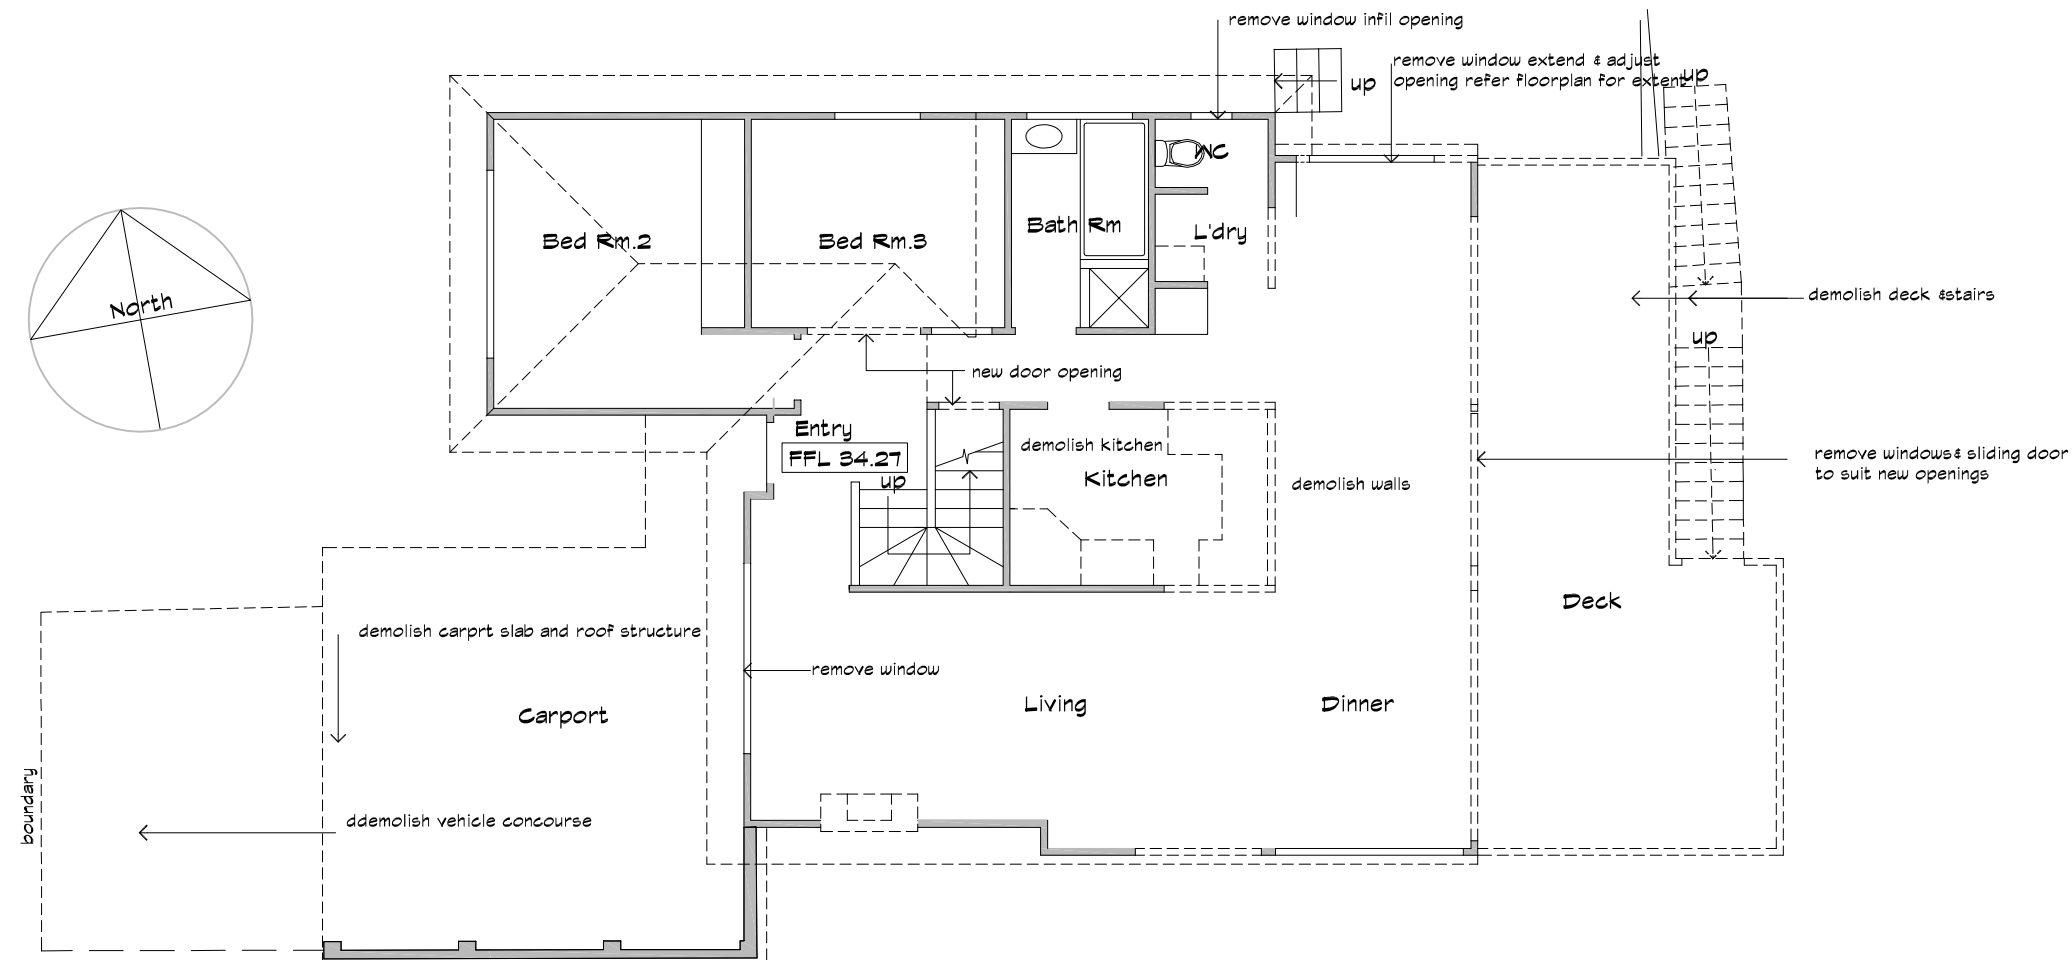 remove window infil opening
remove window extend & adjust
opening refer floorplan for extent
up
up
WC
Bath Rm
L'dry
Bed Rm.2
Bed Rm.3
North
demolish deck &stairs
up
new door opening
Entry
FFL 34.27
up
demolish kitchen
Kitchen
demolish walls
remove windows& sliding door
to suit new openings
Deck
demolish carprt slab and roof structure
remove window
Living
Dinner
Carport
boundary
ddemolish vehicle concourse